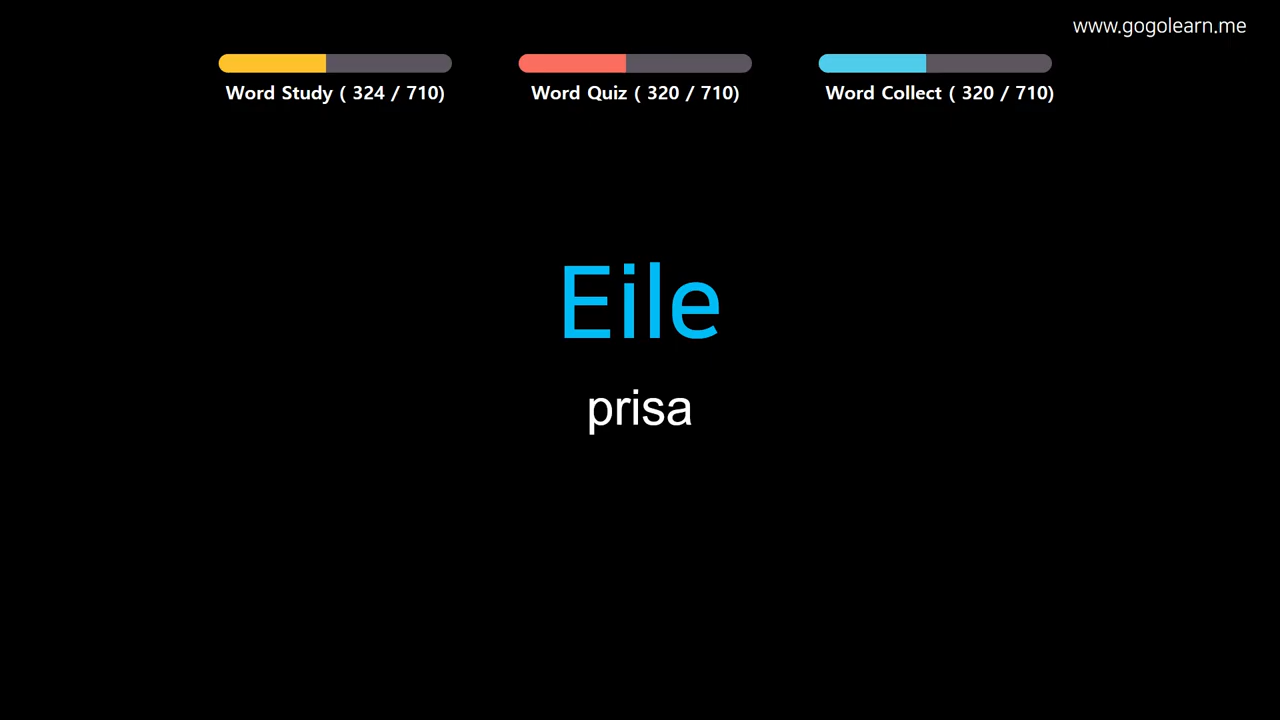 www.gogolearn.me
Word Study ( 324 / 710)
Word Quiz ( 320 / 710)
Word Collect ( 320 / 710)
Eile
prisa